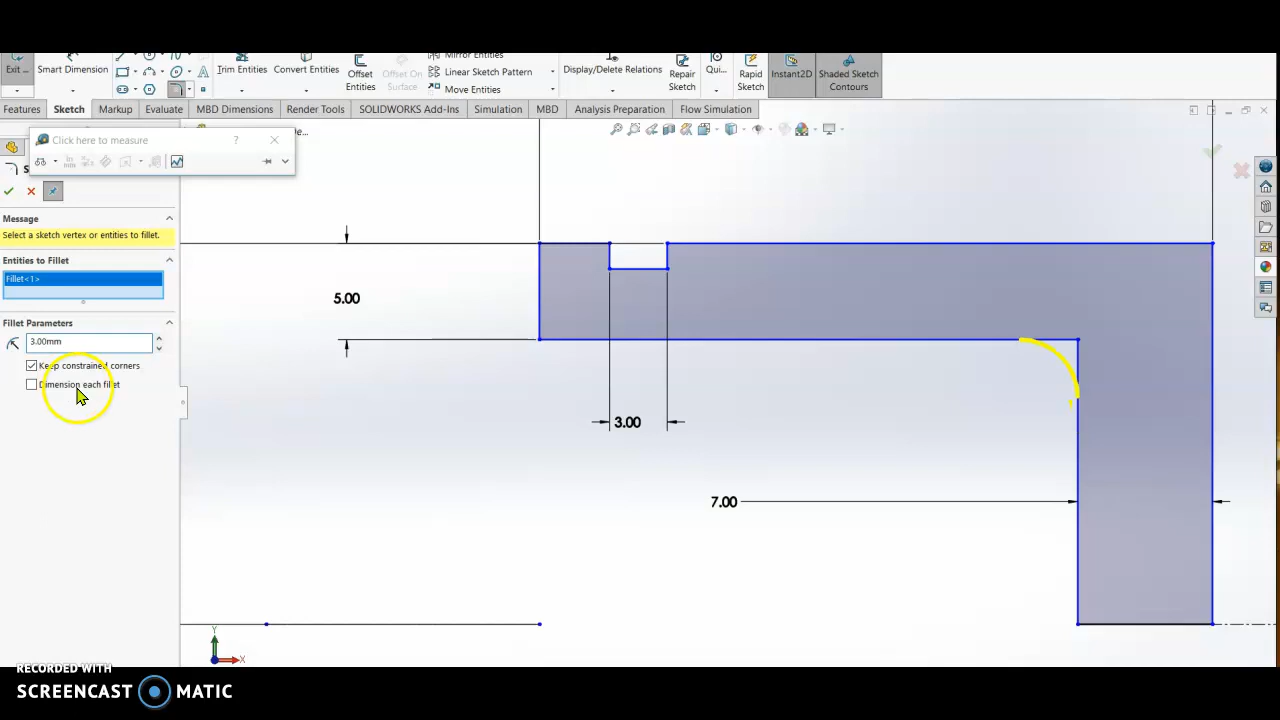 Mirror Entities
Exit ...
Smart Dimension
Trim Entities
Convert Entities
Offset Entities
Offset On Surface
Linear Sketch Pattern
Move Entities
Display/Delete Relations
Repair Sketch
Qui...
Rapid Sketch
Instant2D
Shaded Sketch Contours
Features
Sketch
Markup
Evaluate
MBD Dimensions
Render Tools
SOLIDWORKS Add-Ins
Simulation
MBD
Analysis Preparation
Flow Simulation
Click here to measure
?
Message
Select a sketch vertex or entities to fillet.
Entities to Fillet
Fillet<1>
Fillet Parameters
3.00mm
Keep constrained corners
Dimension each fillet
5.00
3.00
7.00
Y
X
RECORDED WITH
SCREENCAST MATIC